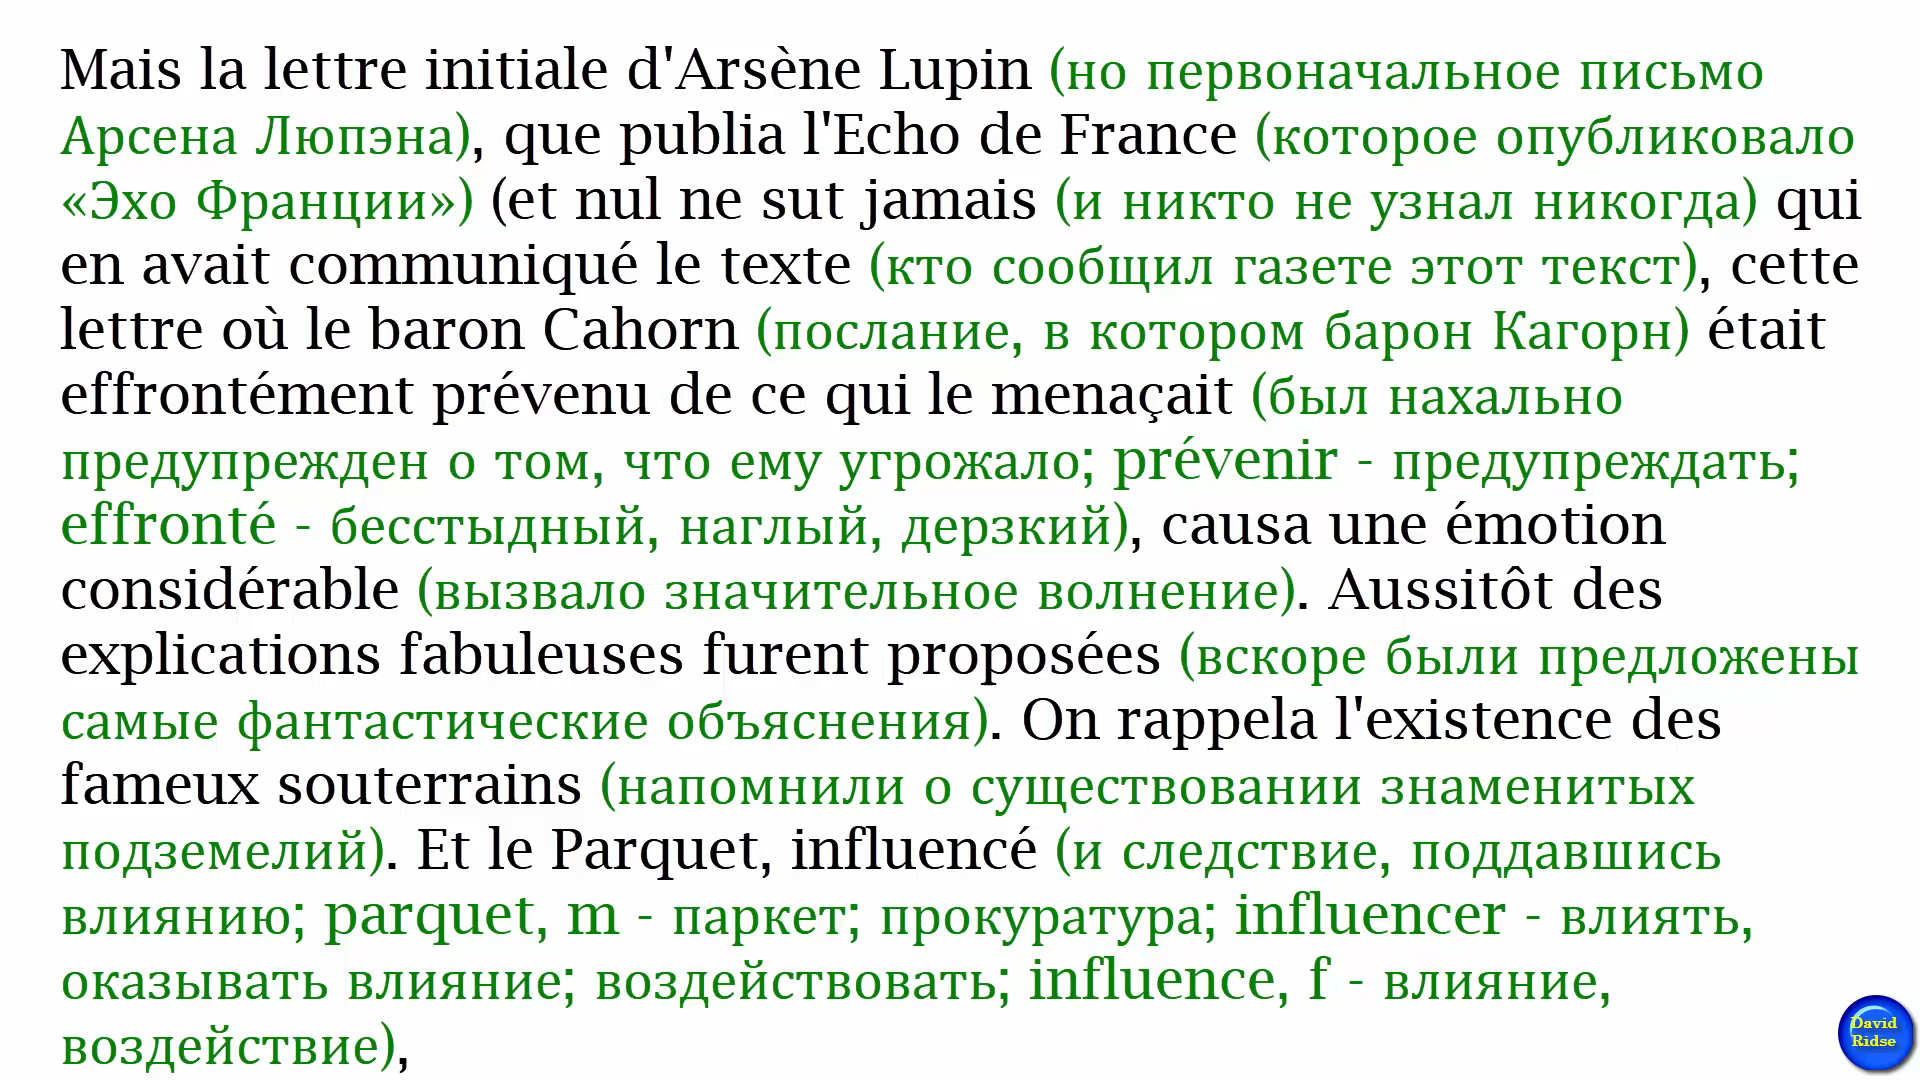 Mais la lettre initiale d'Arsène Lupin (но первоначальное письмо
Арсена Люпэна), que publia l'Echo de France (которое опубликовало
«Эхо Франции») (et nul ne sut jamais (и никто не узнал никогда) qui
en avait communiqué le texte (кто сообщил газете этот текст), cette
lettre où le baron Cahorn (послание, в котором барон Кагорн) était
effrontément prévenu de ce qui le menaçait (был нахально
предупрежден о том, что ему угрожало; prévenir - предупреждать;
effronté - бесстыдный, наглый, дерзкий), causa une émotion
considérable (вызвало значительное волнение). Aussitôt des
explications fabuleuses furent proposées (вскоре были предложены
самые фантастические объяснения). On rappela l'existence des
fameux souterrains (напомнили о существовании знаменитых
подземелий). Et le Parquet, influencé (и следствие, поддавшись
влиянию; parquet, m - паркет; прокуратура; influencer - влиять,
оказывать влияние; воздействовать; influence, f - влияние,
воздействие),
David
Ridse